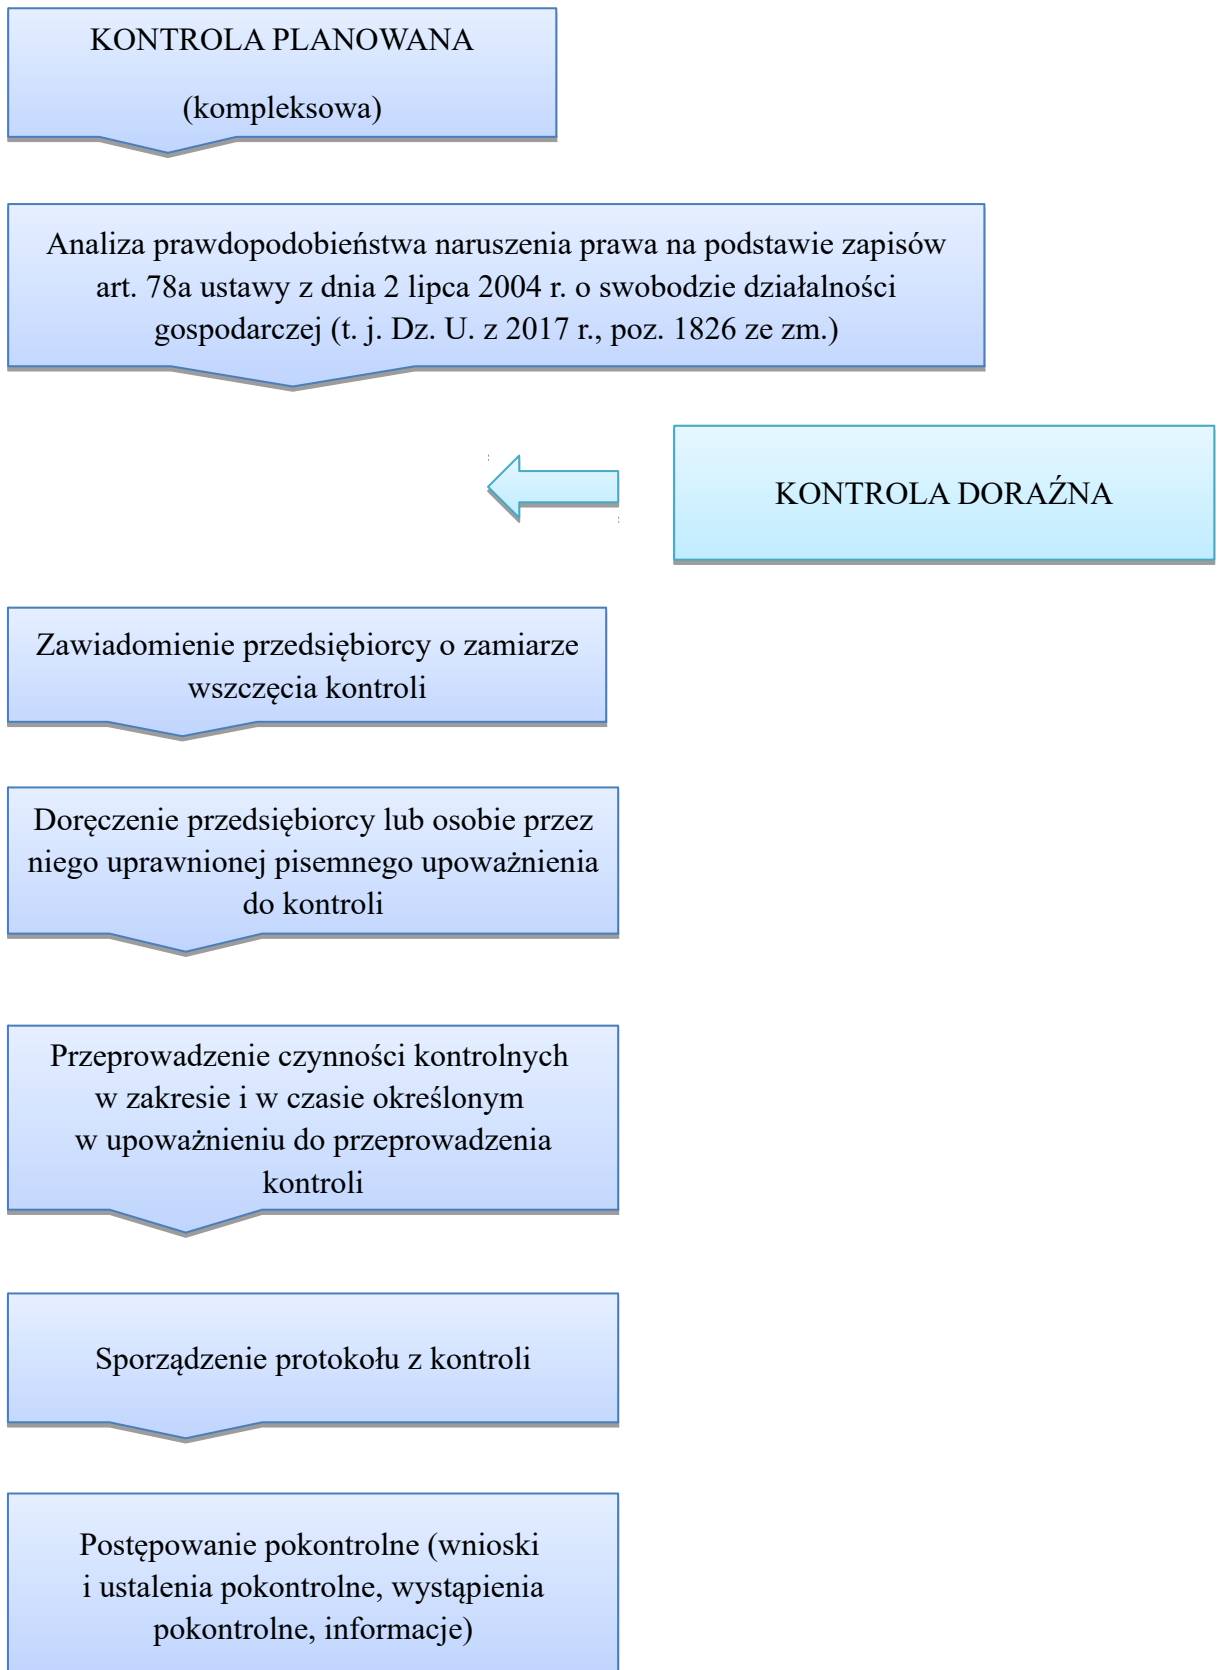 KONTROLA PLANOWANA
(kompleksowa)
Analiza prawdopodobieństwa naruszenia prawa na podstawie zapisów
art. 78a ustawy z dnia 2 lipca 2004 r. o swobodzie działalności
gospodarczej (t. j. Dz. U. z 2017 r., poz. 1826 ze zm.)
KONTROLA DORAŹNA
Zawiadomienie przedsiębiorcy o zamiarze
wszczęcia kontroli
Doręczenie przedsiębiorcy lub osobie przez
niego uprawnionej pisemnego upoważnienia
do kontroli
Przeprowadzenie czynności kontrolnych
w zakresie i w czasie określonym
w upoważnieniu do przeprowadzenia
kontroli
Sporządzenie protokołu z kontroli
Postępowanie pokontrolne (wnioski
i ustalenia pokontrolne, wystąpienia
pokontrolne, informacje)